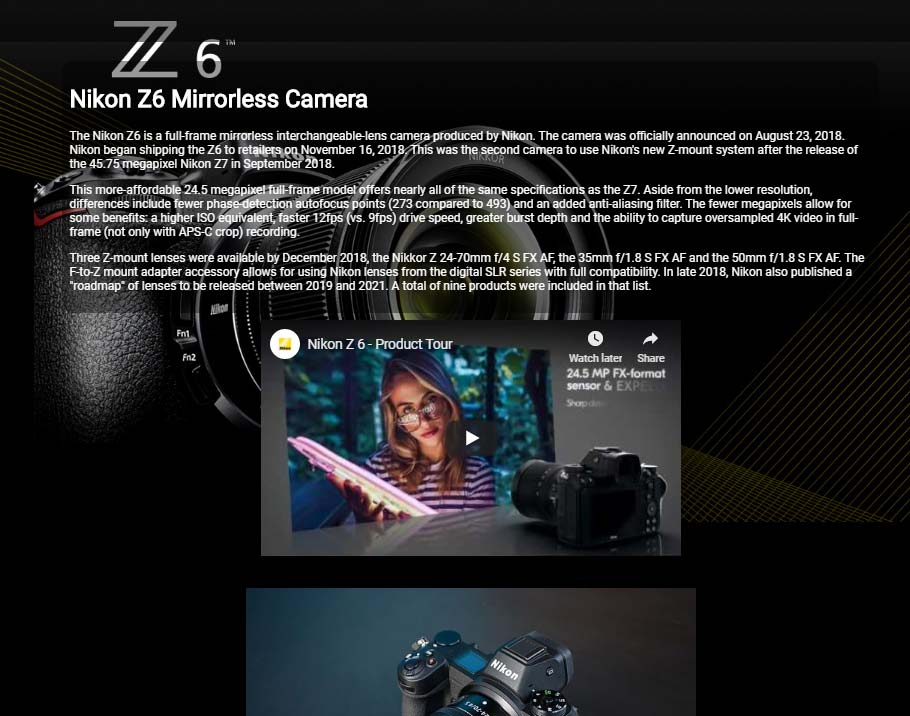 Z 6™
Nikon Z6 Mirrorless Camera
The Nikon Z6 is a full-frame mirrorless interchangeable-lens camera produced by Nikon. The camera was officially announced on August 23, 2018.
Nikon began shipping the Z6 to retailers on November 16, 2018. This was the second camera to use Nikon's new Z-mount system after the release of
the 45.75 megapixel Nikon Z7 in September 2018.
NIKKOR
This more-affordable 24.5 megapixel full-frame model offers nearly all of the same specifications as the Z7. Aside from the lower resolution,
differences include fewer phase-detection autofocus points (273 compared to 493) and an added anti-aliasing filter. The fewer megapixels allow for
some benefits: a higher ISO equivalent, faster 12fps (vs. 9fps) drive speed, greater burst depth and the ability to capture oversampled 4K video in full-
frame (not only with APS-C crop) recording.
Three Z-mount lenses were available by December 2018, the Nikkor Z 24-70mm f/4 S FX AF, the 35mm f/1.8 S FX AF and the 50mm f/1.8 S FX AF. The
F-to-Z mount adapter accessory allows for using Nikon lenses from the digital SLR series with full compatibility. In late 2018, Nikon also published a
"roadmap" of lenses to be released between 2019 and 2021. A total of nine products were included in that list.
Nikon
Fn1
Fn2
Nikon Z 6 - Product Tour
Watch later
Share
24.5 MP FX-format
sensor & EXPEED
Sharp
Nikon
24-70/4 S